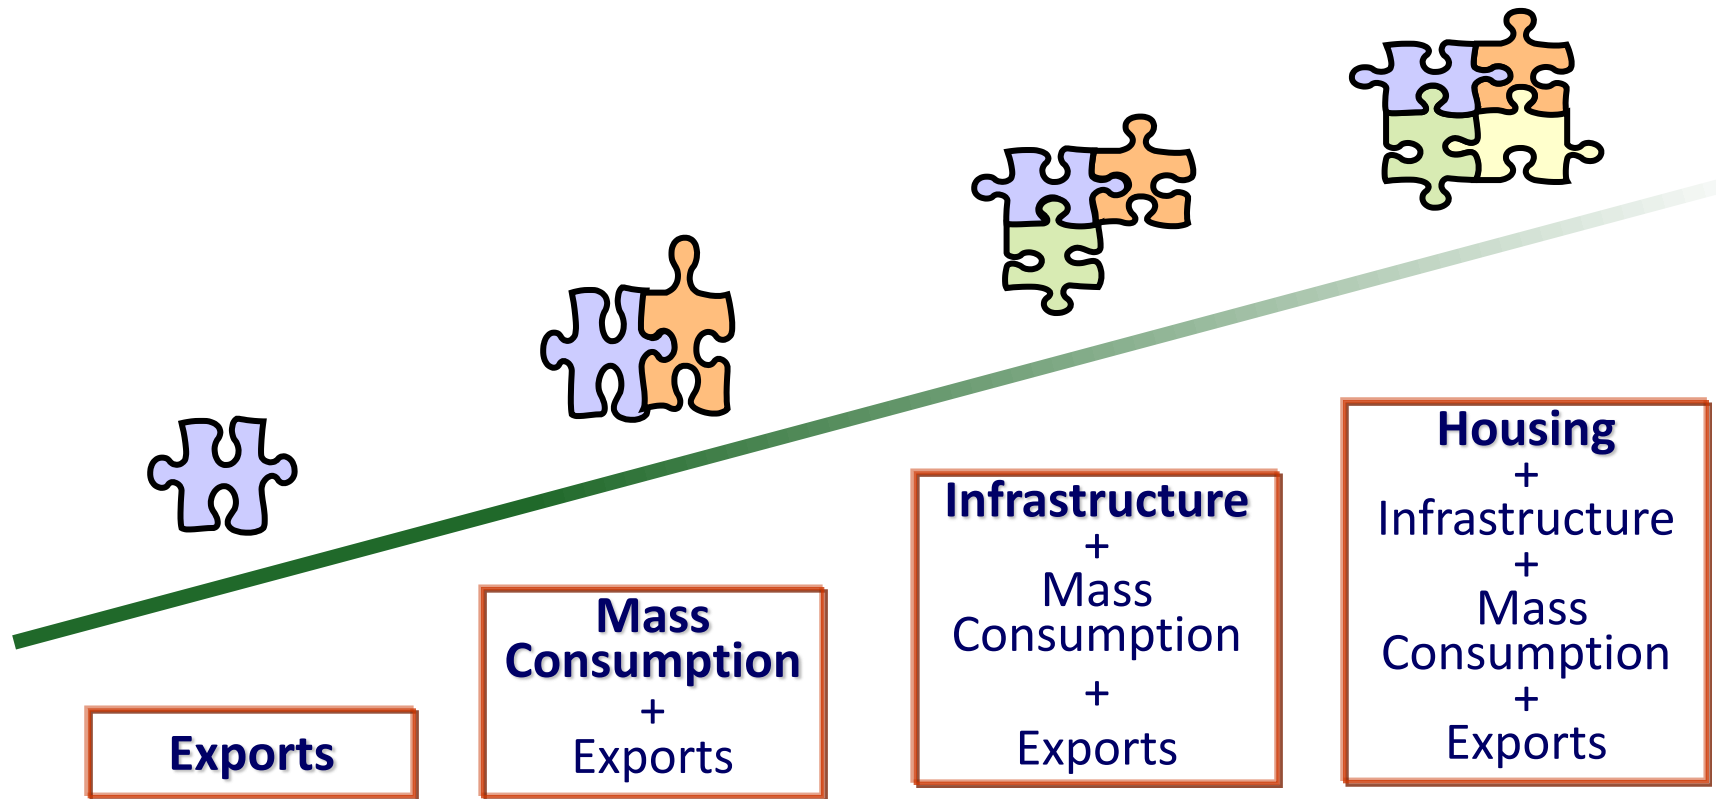 Exports
Mass
Consumption
+
Exports
Infrastructure
+
Mass
Consumption
+
Exports
Housing
+
Infrastructure
+
Mass
Consumption
+
Exports